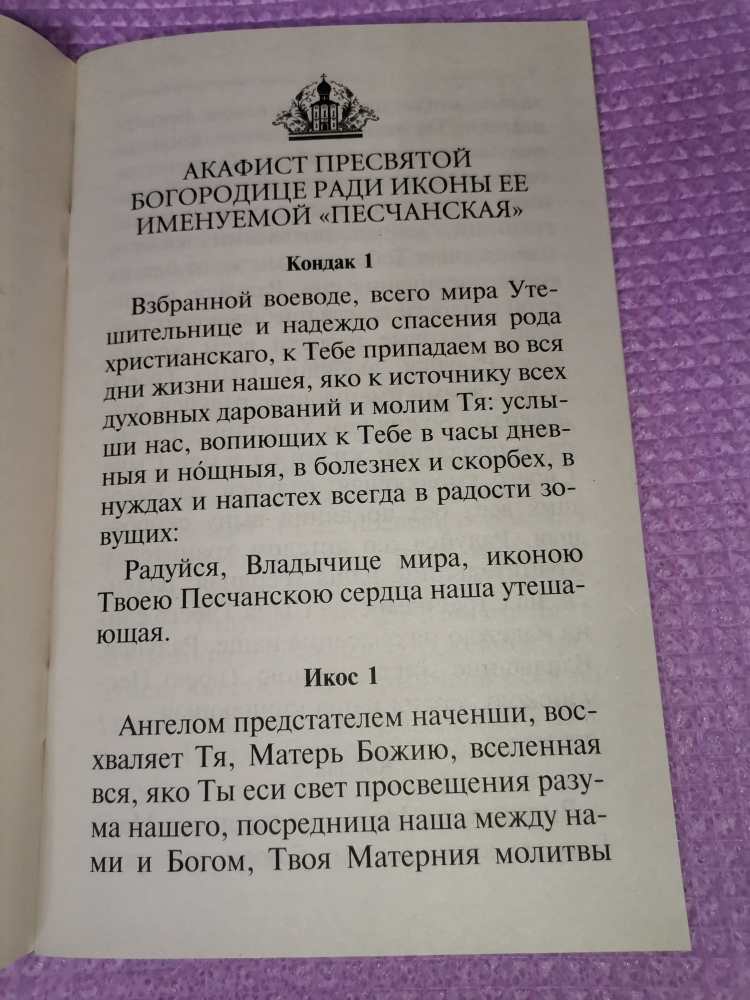 АКАФИСТ ПРЕСВЯТОЙ
БОГОРОДИЦЕ РАДИ ИКОНЫ ЕЕ
ИМЕНУЕМОЙ «ПЕСЧАНСКАЯ»
Кондак 1
Взбранной воеводе, всего мира Уте-
шительнице и надеждо спасения рода
христианскаго, к Тебе припадаем во вся
дни жизни нашея, яко к источнику всех
духовных дарований и молим Тя: услы-
ши нас, вопиющих к Тебе в часы днев-
ныя и но́щныя, в болезнех и скорбех, в
нуждах и напастех всегда в радости зо-
вущих:
Радуйся, Владычице мира, иконою
Твоею Песчанскою сердца наша утеша-
ющая.
Икос 1
Ангелом предстателем наченши, вос-
хваляет Тя, Матерь Божию, вселенная
вся, яко Ты еси свет просвещения разу-
ма нашего, посредница наша между на-
ми и Богом, Твоя Материя молитвы